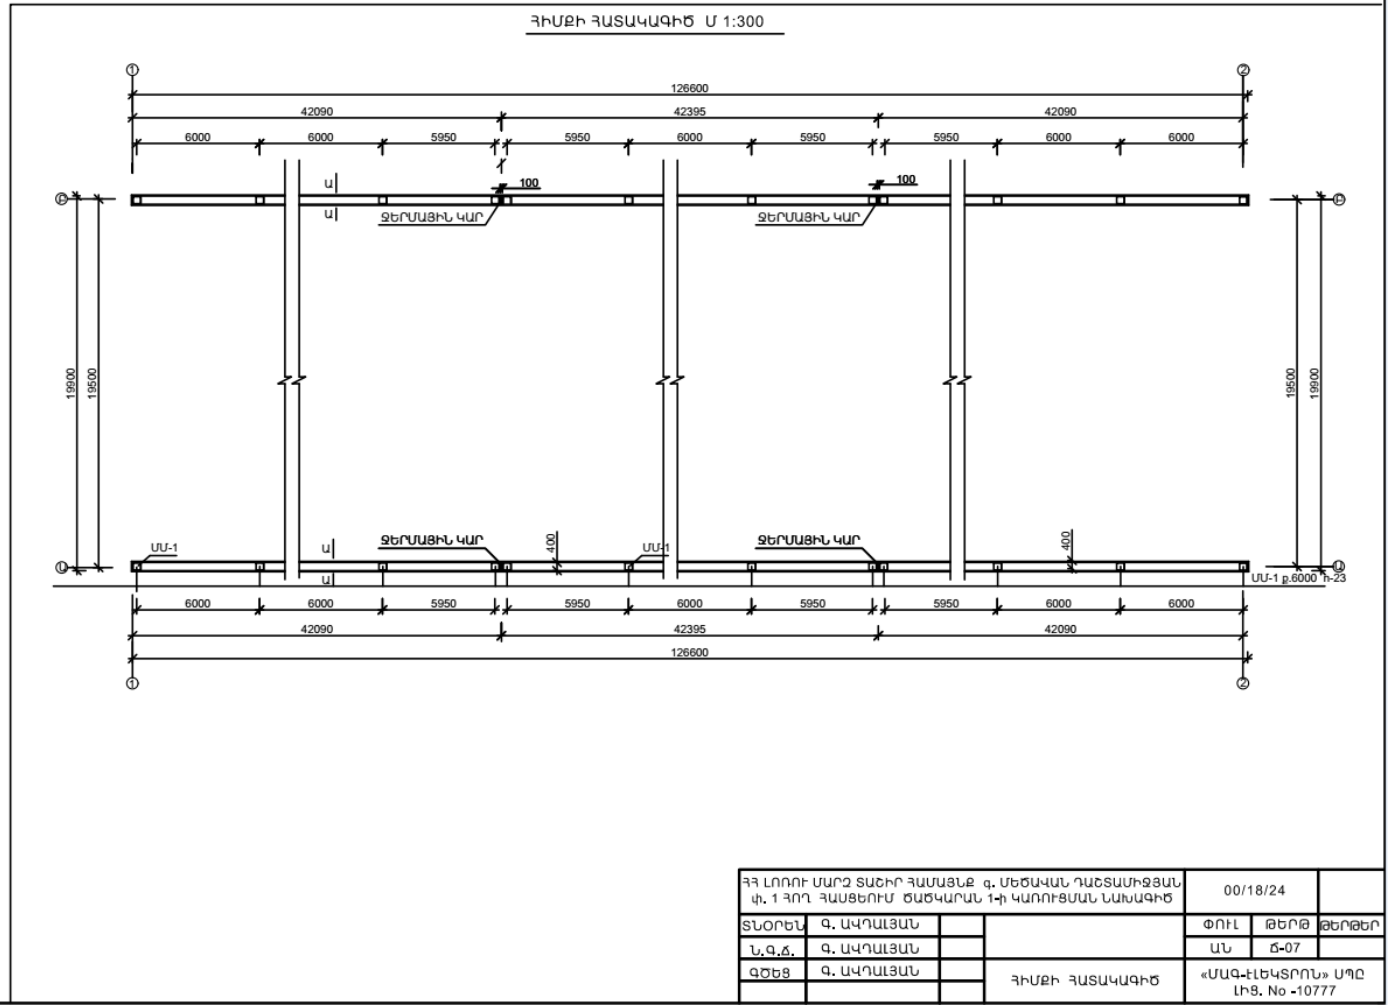 ՀԻՄՔԻ ՀԱՏԱԿԱԳԻԾ Մ 1:300
1 2
126600
42090 42395 42090
6000 6000 5950 5950 6000 5950 5950 6000 6000
Ա 100 100
Բ Բ
Ա ՋԵՐՄԱՅԻՆ ԿԱՐ ՋԵՐՄԱՅԻՆ ԿԱՐ
19900 19500 19500 19900
ՄՄ-1 Ա ՋԵՐՄԱՅԻՆ ԿԱՐ 400 ՄՄ-1 ՋԵՐՄԱՅԻՆ ԿԱՐ 400
Ա Ա
Ա ՄՄ-1 ք.6000 հ-23
6000 6000 5950 5950 6000 5950 5950 6000 6000
42090 42395 42090
126600
1 2
ՀՀ ԼՈՌՈՒ ՄԱՐԶ ՏԱՇԻՐ ՀԱՄԱՅՆՔ գ. ՄԵԾԱՎԱՆ ԴԱՇՏԱՄԻՋՅԱՆ
փ. 1 ՀՈՂ ՀԱՍՑԵՈՒՄ ԾԱԾԿԱՐԱՆ 1-ի ԿԱՌՈՒՑՄԱՆ ՆԱԽԱԳԻԾ
00/18/24
ՏՆՕՐԵՆ Գ. ԱՎԴԱԼՅԱՆ ՓՈՒԼ ԹԵՐԹ ԹԵՐԹԵՐ
Ն.Գ.Ճ. Գ. ԱՎԴԱԼՅԱՆ ԱՆ Ճ-07
ԳԾԵՑ Գ. ԱՎԴԱԼՅԱՆ
ՀԻՄՔԻ ՀԱՏԱԿԱԳԻԾ
«ՄԱԳ-ԷԼԵԿՏՐՈՆ» ՍՊԸ
ԼԻՑ. No -10777